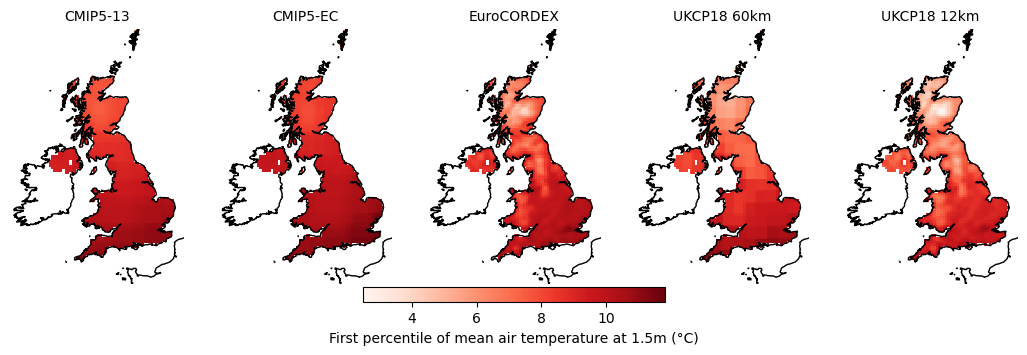 CMIP5-13 CMIP5-EC EuroCORDEX UKCP18 60km UKCP18 12km
4 6 8 10
First percentile of mean air temperature at 1.5m (°C)